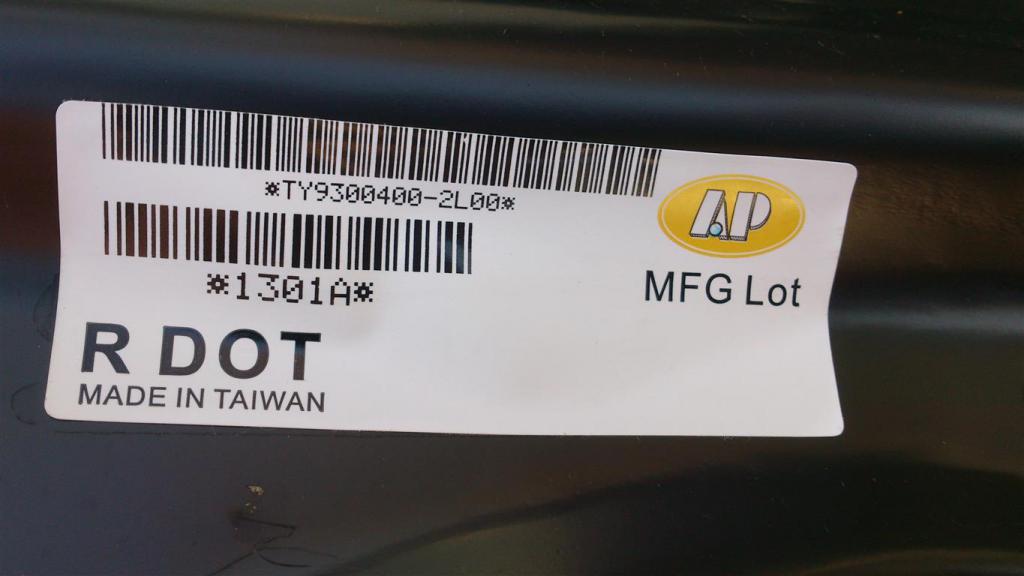 *TY9300400-2L00*
AP
*1301A*
MFG Lot
R DOT
MADE IN TAIWAN